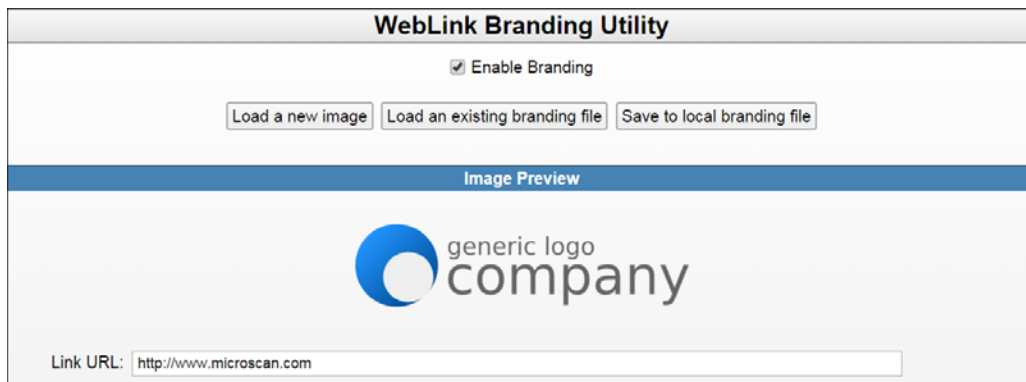 WebLink Branding Utility
Enable Branding
Load a new image Load an existing branding file Save to local branding file
Image Preview
generic logo
company
Link URL: http://www.microscan.com